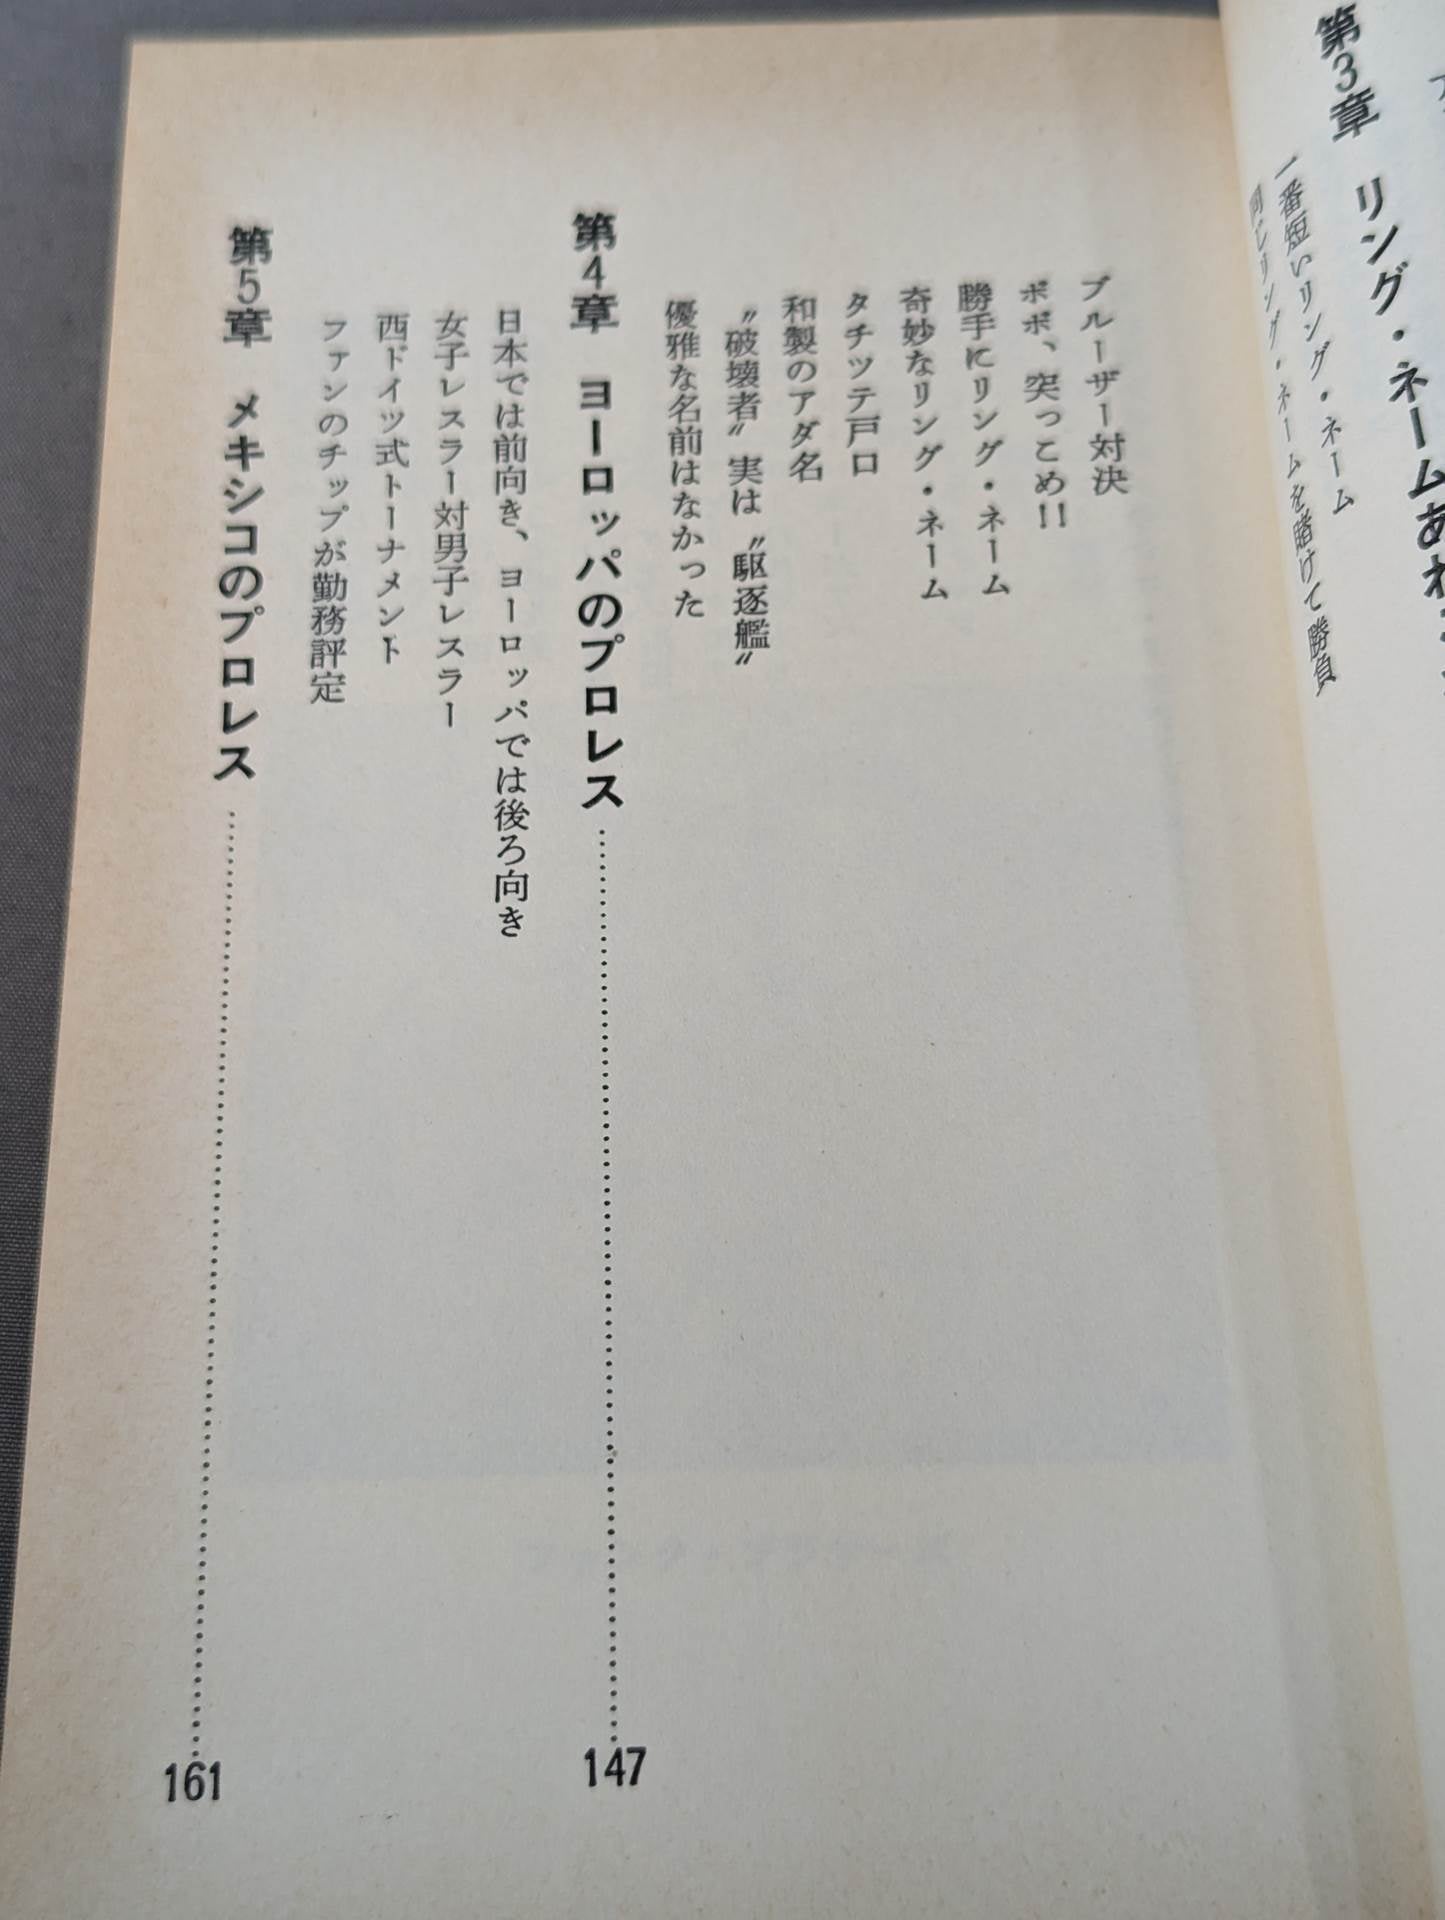 第3章 リング・ネームあれ
一番短いリング・ネーム
同じリング・ネームを賭けて勝負
ブルーザー対決
ボボ、突っこめ!!
勝手にリング・ネーム
奇妙なリング・ネーム
タチツテ戸口
和製のアダ名
〝破壊者〟実は〝駆逐艦〟
優雅な名前はなかった
第4章 ヨーロッパのプロレス……………147
日本では前向き、ヨーロッパでは後ろ向き
女子レスラー対男子レスラー
西ドイツ式トーナメント
ファンのチップが勤務評定
第5章 メキシコのプロレス……………161